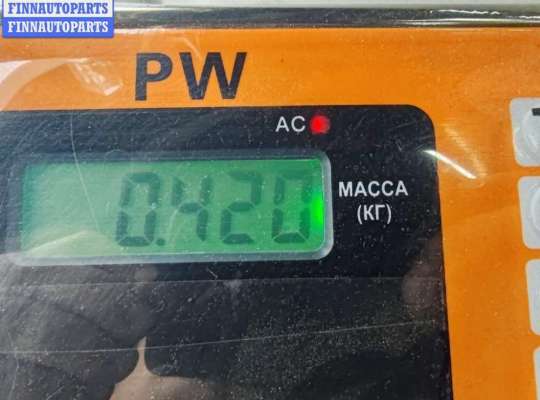 FINNAUTOPARTS
FINNAUTOPARTS
PW
AC
0.420
МАССА
(КГ)